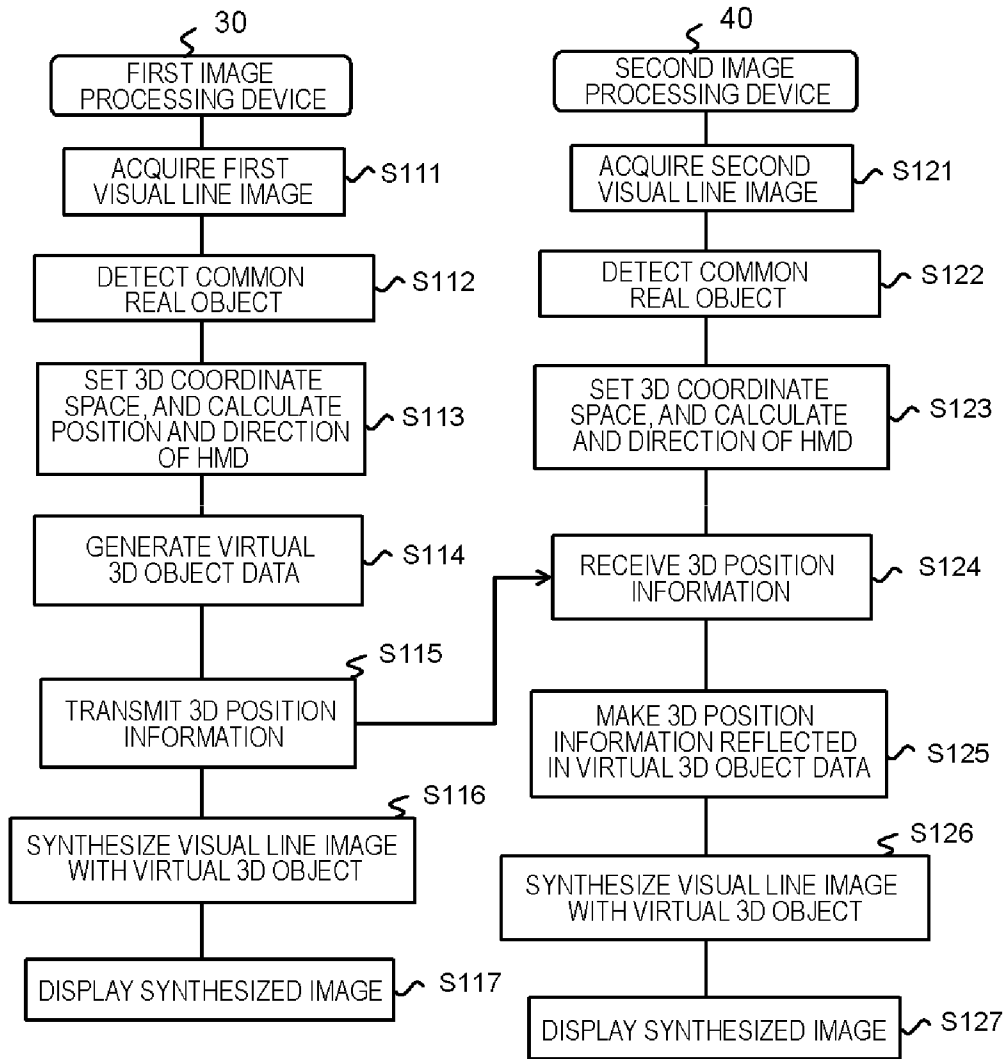 30
FIRST IMAGE
PROCESSING DEVICE
ACQUIRE FIRST
VISUAL LINE IMAGE
S111
DETECT COMMON
REAL OBJECT
S112
SET 3D COORDINATE
SPACE, AND CALCULATE
POSITION AND DIRECTION
OF HMD
S113
GENERATE VIRTUAL
3D OBJECT DATA
S114
S115
TRANSMIT 3D POSITION
INFORMATION
S116
SYNTHESIZE VISUAL LINE IMAGE
WITH VIRTUAL 3D OBJECT
DISPLAY SYNTHESIZED IMAGE
S117
40
SECOND IMAGE
PROCESSING DEVICE
ACQUIRE SECOND
VISUAL LINE IMAGE
S121
DETECT COMMON
REAL OBJECT
S122
SET 3D COORDINATE
SPACE, AND CALCULATE
AND DIRECTION OF HMD
S123
RECEIVE 3D POSITION
INFORMATION
S124
MAKE 3D POSITION
INFORMATION REFLECTED
IN VIRTUAL 3D OBJECT DATA
S125
S126
SYNTHESIZE VISUAL LINE IMAGE
WITH VIRTUAL 3D OBJECT
DISPLAY SYNTHESIZED IMAGE
S127